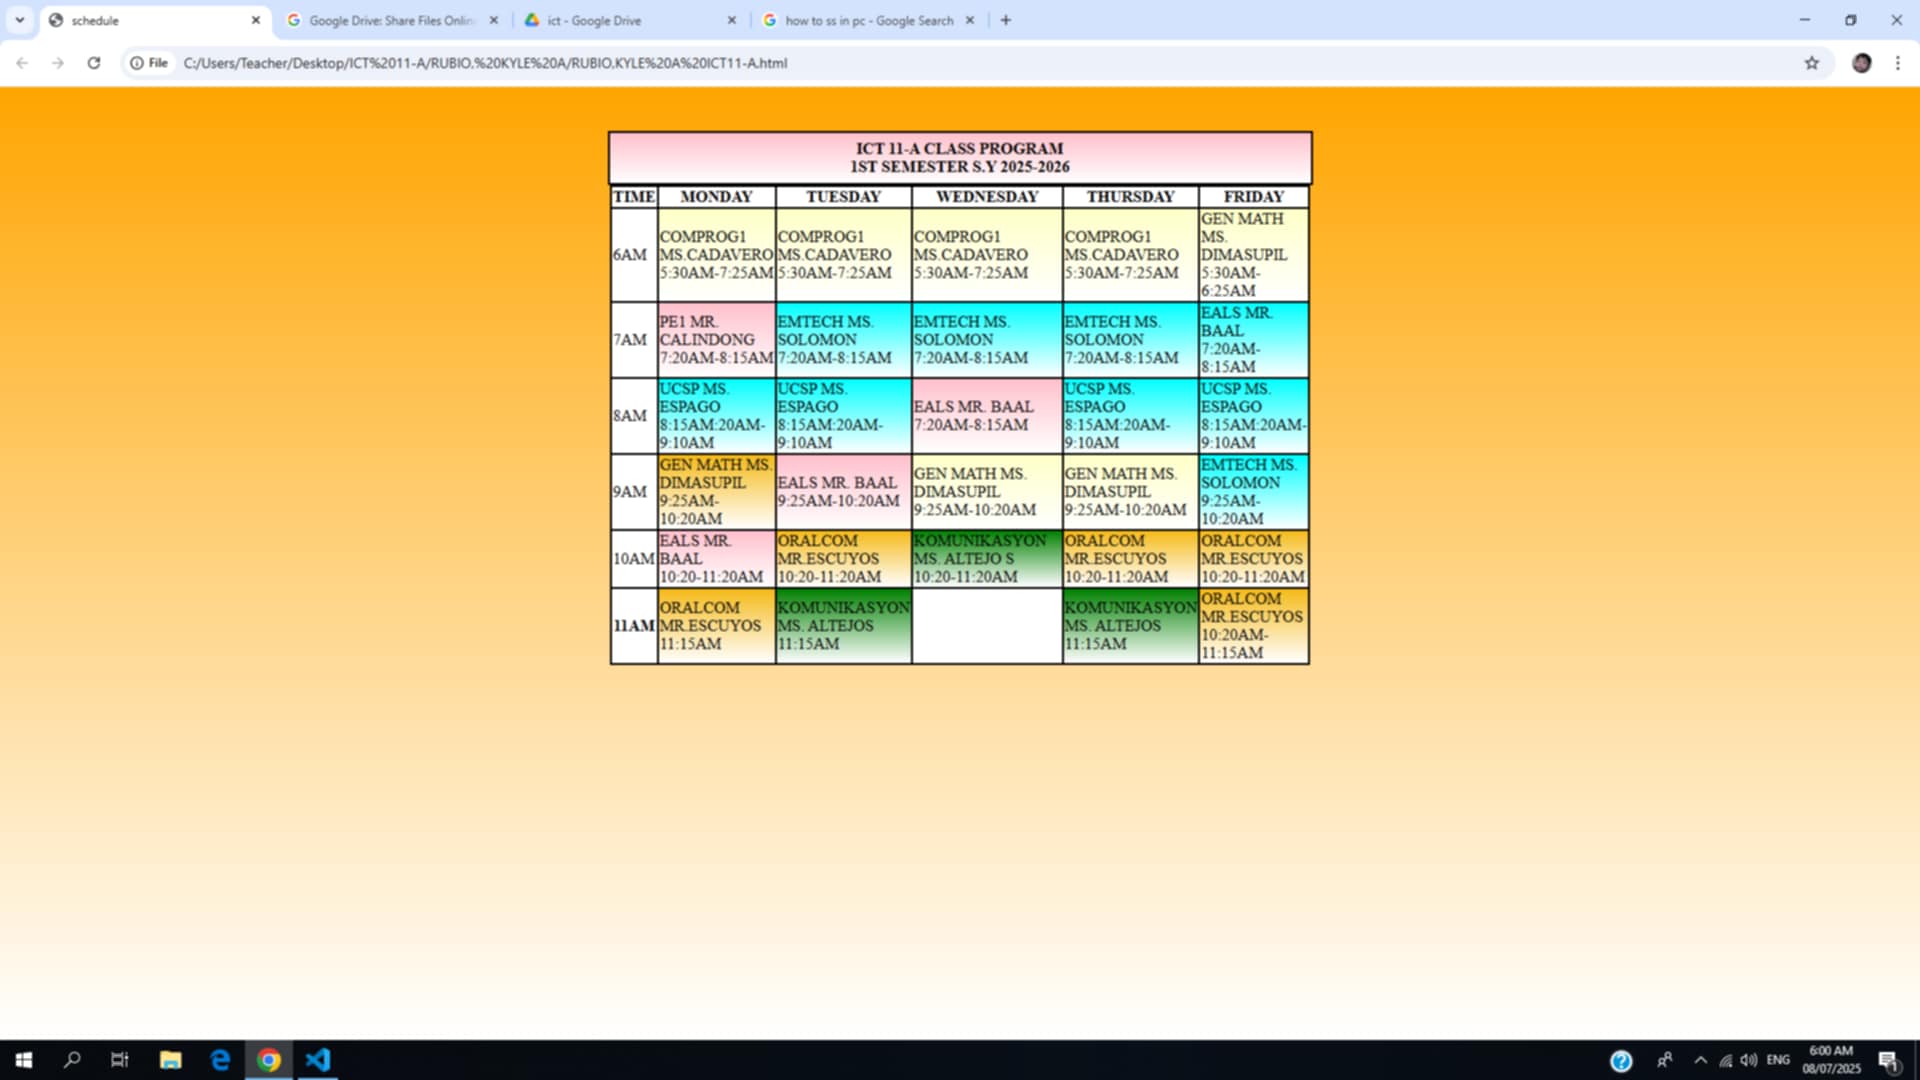 schedule
Google Drive: Share Files Onlin
ict - Google Drive
how to ss in pc - Google Search
File
C:/Users/Teacher/Desktop/ICT%2011-A/RUBIO,%20KYLE%20A/RUBIO,KYLE%20A%20ICT11-A.html
ICT 11-A CLASS PROGRAM
1ST SEMESTER S.Y 2025-2026
TIME MONDAY TUESDAY WEDNESDAY THURSDAY FRIDAY
6AM
COMPROG1
MS.CADAVERO
5:30AM-7:25AM
COMPROG1
MS.CADAVERO
5:30AM-7:25AM
COMPROG1
MS.CADAVERO
5:30AM-7:25AM
COMPROG1
MS.CADAVERO
5:30AM-7:25AM
GEN MATH
MS.
DIMASUPIL
5:30AM-
6:25AM
7AM
PE1 MR.
CALINDONG
7:20AM-8:15AM
EMTECH MS.
SOLOMON
7:20AM-8:15AM
EMTECH MS.
SOLOMON
7:20AM-8:15AM
EMTECH MS.
SOLOMON
7:20AM-8:15AM
EALS MR.
BAAL
7:20AM-
8:15AM
8AM
UCSP MS.
ESPAGO
8:15AM:20AM-
9:10AM
UCSP MS.
ESPAGO
8:15AM:20AM-
9:10AM
EALS MR. BAAL
7:20AM-8:15AM
UCSP MS.
ESPAGO
8:15AM:20AM-
9:10AM
UCSP MS.
ESPAGO
8:15AM:20AM-
9:10AM
9AM
GEN MATH MS.
DIMASUPIL
9:25AM-
10:20AM
EALS MR. BAAL
9:25AM-10:20AM
GEN MATH MS.
DIMASUPIL
9:25AM-10:20AM
GEN MATH MS.
DIMASUPIL
9:25AM-10:20AM
EMTECH MS.
SOLOMON
9:25AM-
10:20AM
10AM
EALS MR.
BAAL
10:20-11:20AM
ORALCOM
MR.ESCUYOS
10:20-11:20AM
KOMUNIKASYON
MS. ALTEJO S
10:20-11:20AM
ORALCOM
MR.ESCUYOS
10:20-11:20AM
ORALCOM
MR.ESCUYOS
10:20-11:20AM
11AM
ORALCOM
MR.ESCUYOS
11:15AM
KOMUNIKASYON
MS. ALTEJOS
11:15AM
KOMUNIKASYON
MS. ALTEJOS
11:15AM
ORALCOM
MR.ESCUYOS
10:20AM-
11:15AM
ENG
6:00 AM
08/07/2025
1